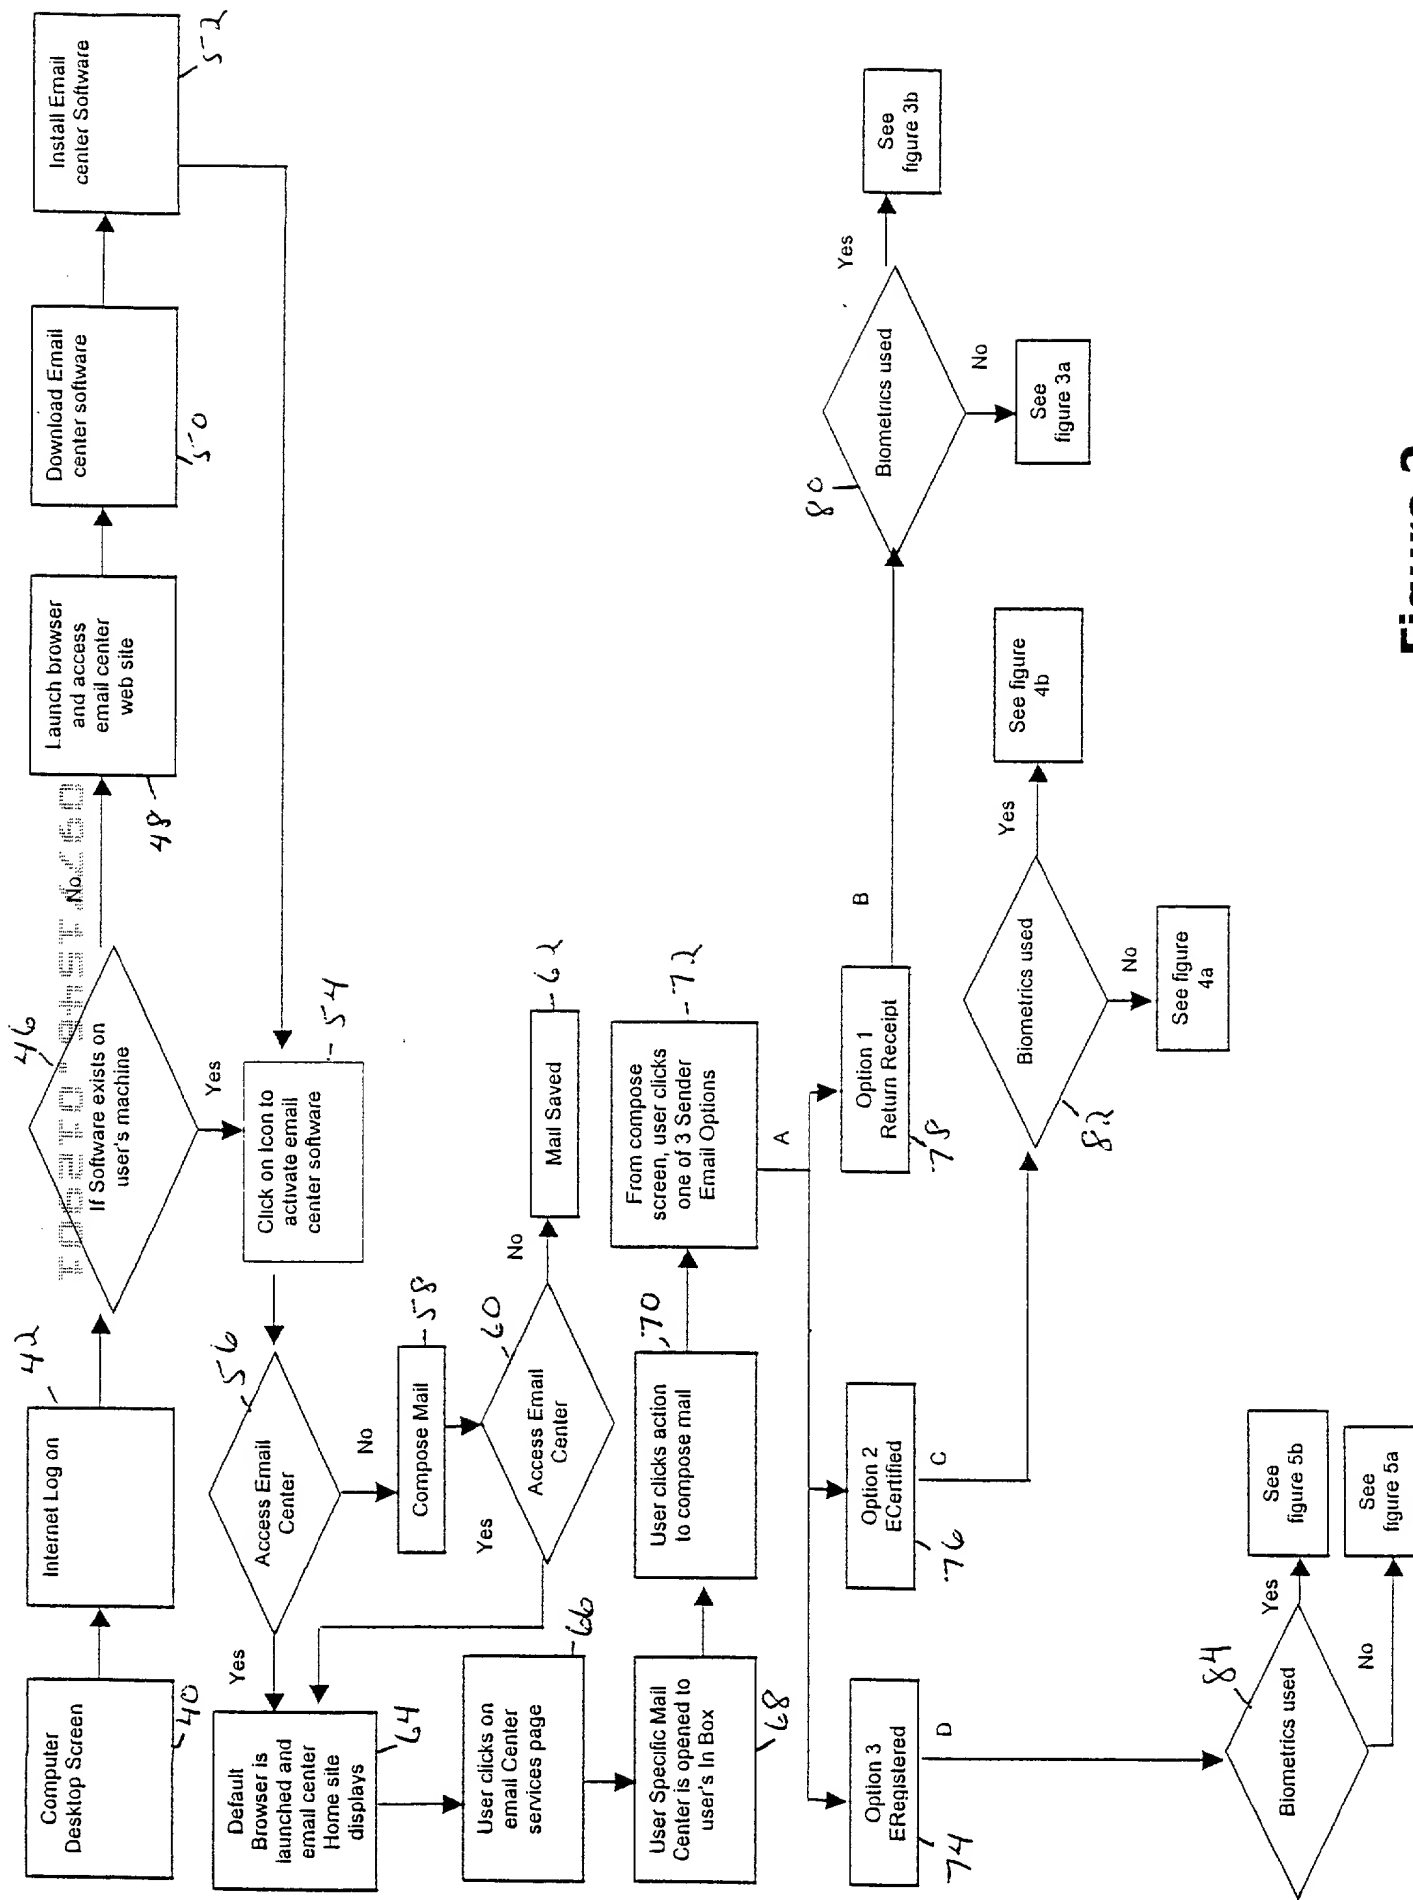 Computer
Desktop Screen
40
Internet Log on
42
If Software exists on
user's machine
46
No
Yes
Launch browser
and access
email center
web site
48
Download Email
center software
50
Install Email
center Software
52
Click on Icon to
activate email
center software
54
Access Email
Center
56
Yes
No
Compose Mail
58
Access Email
Center
60
Yes
No
Mail Saved
62
Default
Browser is
launched and
email center
Home site
displays
64
User clicks on
email Center
services page
66
User Specific Mail
Center is opened to
user's In Box
68
User clicks action
to compose mail
70
From compose
screen, user clicks
one of 3 Sender
Email Options
72
A
Option 3
ERegistered
74
D
Option 2
ECertified
76
C
Option 1
Return Receipt
78
B
Biometrics used
80
Yes
See
figure 3b
No
See
figure 3a
Biometrics used
82
Yes
See figure
4b
No
See figure
4a
Biometrics used
84
Yes
See
figure 5b
No
See
figure 5a